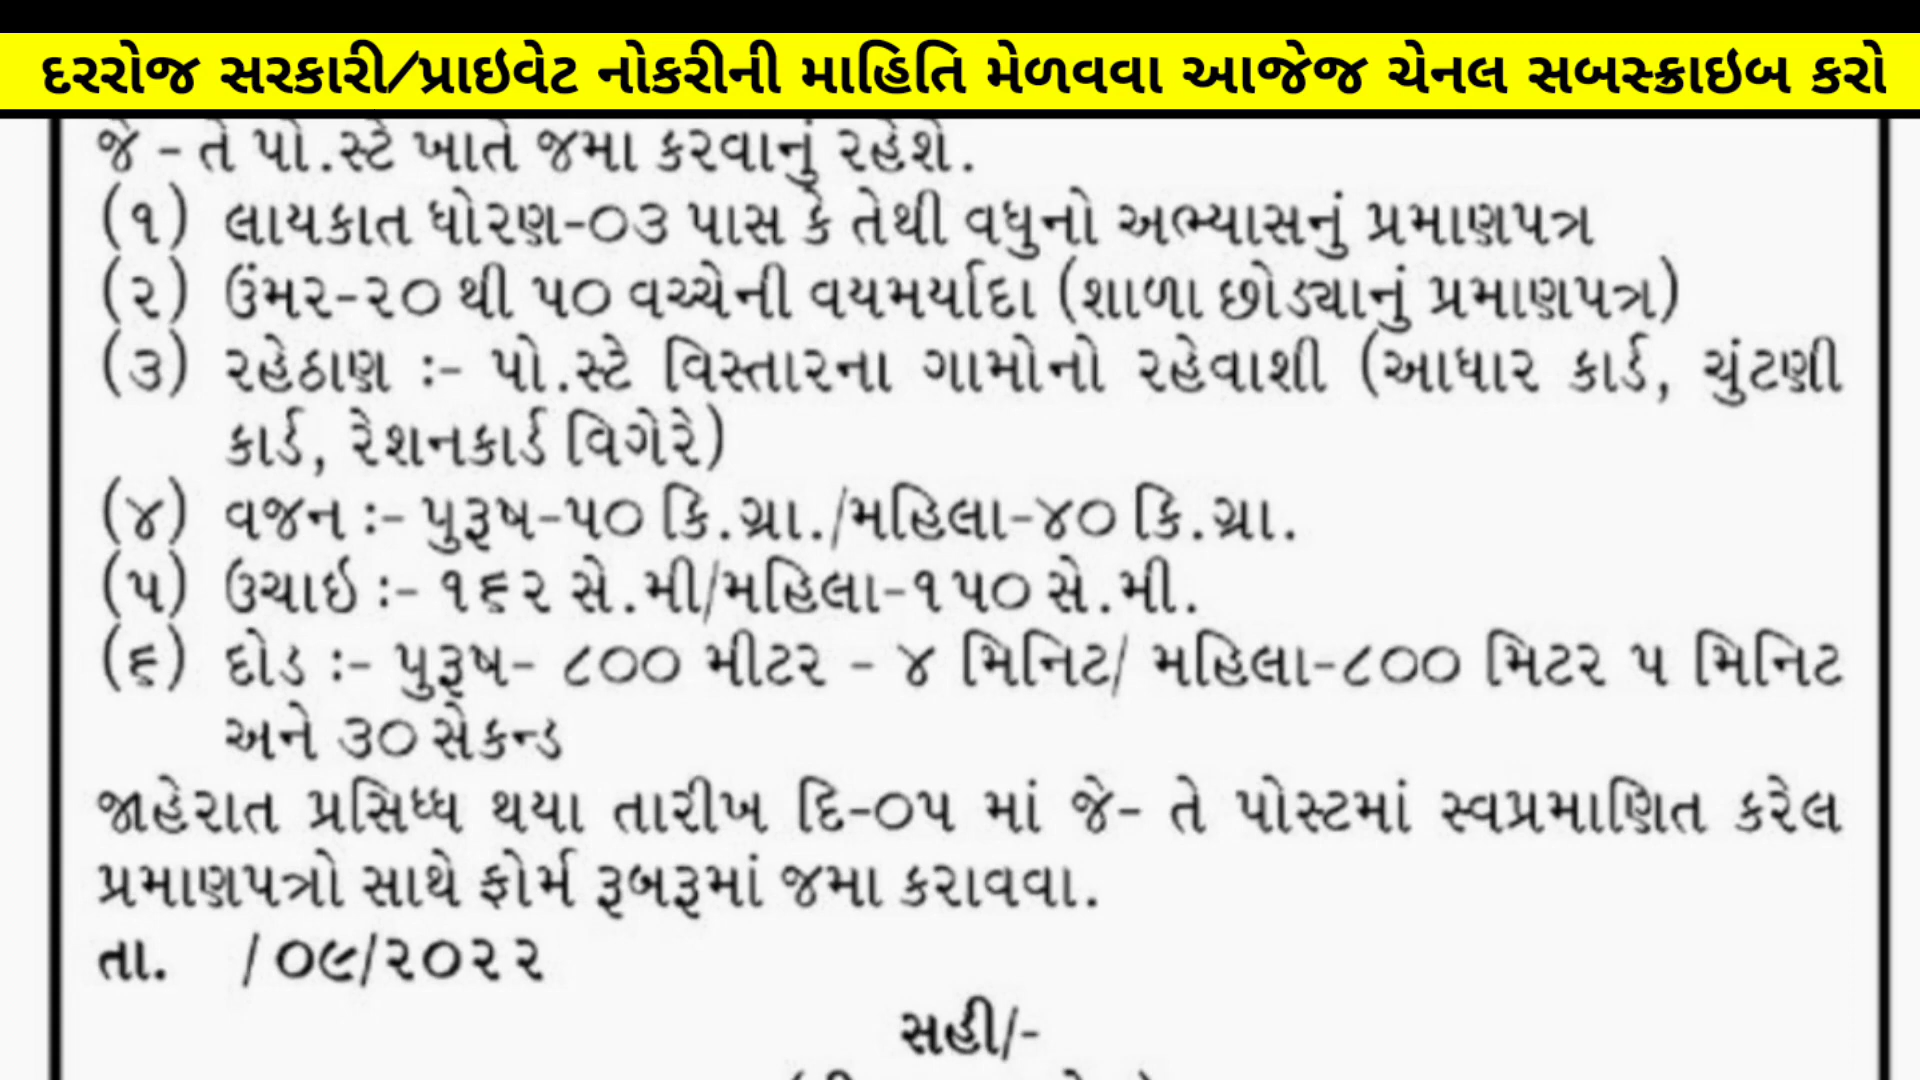 દરરોજ સરકારી/પ્રાઇવેટ નોકરીની માહિતિ મેળવવા આજેજ ચેનલ સબસ્ક્રાઇબ કરો
જે - તે પો.સ્ટે ખાતે જમા કરવાનું રહેશે.
(૧) લાયકાત ધોરણ-૦૩ પાસ કે તેથી વધુનો અભ્યાસનું પ્રમાણપત્ર
(૨) ઉંમર-૨૦ થી ૫૦ વચ્ચેની વયમર્યાદા (શાળા છોડ્યાનું પ્રમાણપત્ર)
(૩) રહેઠાણ :- પો.સ્ટે વિસ્તારના ગામોનો રહેવાશી (આધાર કાર્ડ, ચુંટણી
કાર્ડ, રેશનકાર્ડ વિગેરે)
(૪) વજન :- પુરૂષ-૫૦ કિ.ગ્રા./મહિલા-૪૦ કિ.ગ્રા.
(૫) ઉચાઇ :- ૧૬૨ સે.મી/મહિલા-૧૫૦ સે.મી.
(૬) દોડ :- પુરૂષ- ૮૦૦ મીટર - ૪ મિનિટ/ મહિલા-૮૦૦ મિટર ૫ મિનિટ
અને ૩૦ સેકન્ડ
જાહેરાત પ્રસિધ્ધ થયા તારીખ દિ-૦૫ માં જે- તે પોસ્ટમાં સ્વપ્રમાણિત કરેલ
પ્રમાણપત્રો સાથે ફોર્મ રૂબરૂમાં જમા કરાવવા.
તા. /૦૯/૨૦૨૨
સહી/-